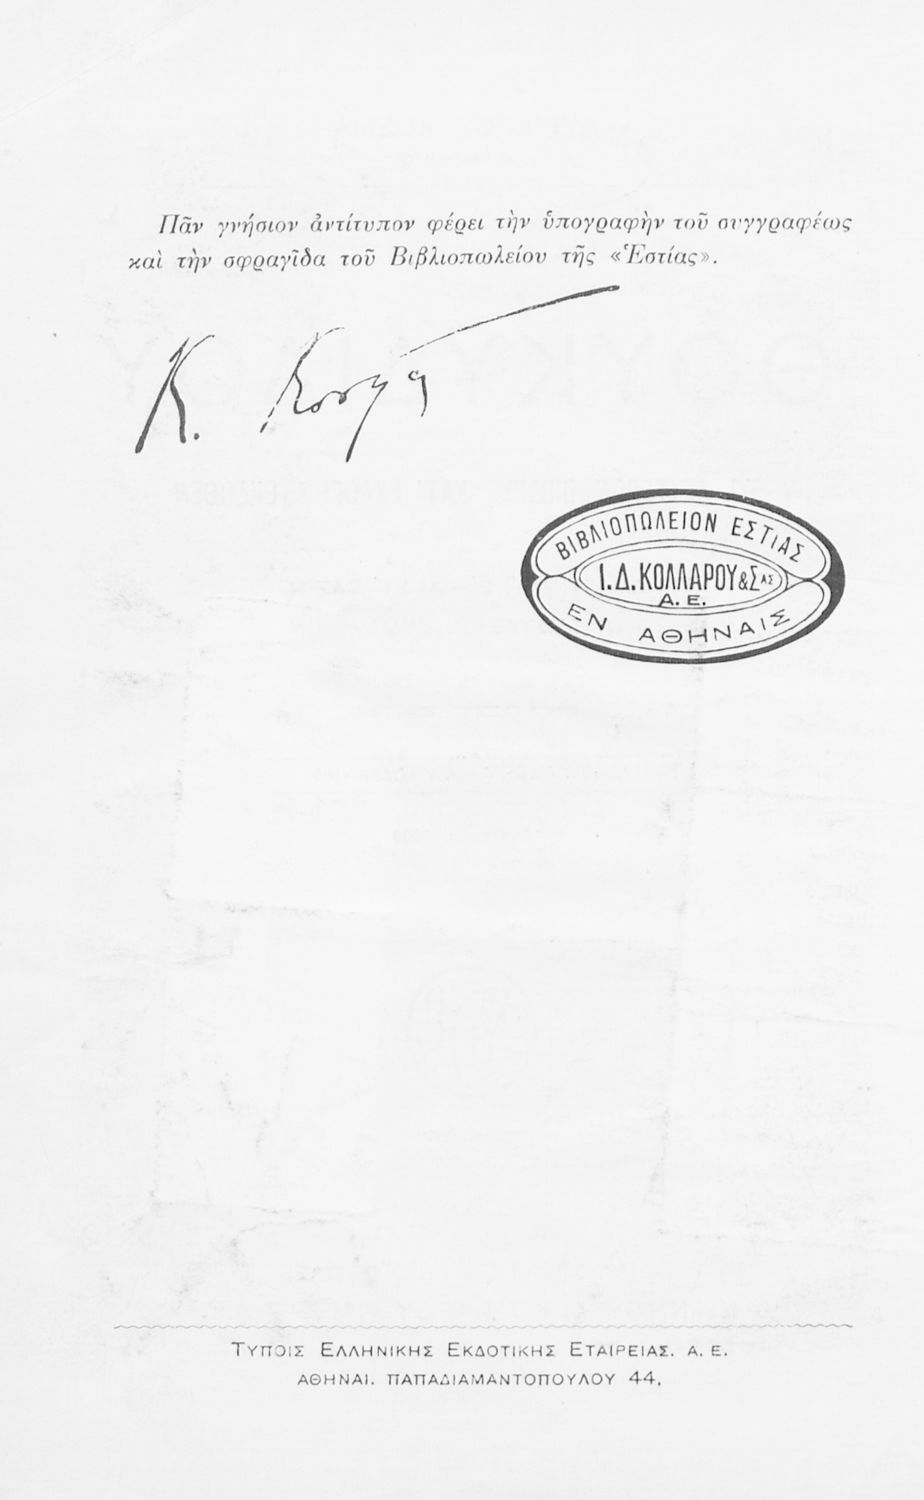 Πᾶν γνήσιον ἀντίτυπον φέρει τὴν ὑπογραφὴν τοῦ συγγραφέως
καὶ τὴν σφραγῖδα τοῦ Βιβλιοπωλείου τῆς «Ἑστίας».
Κ.
ΒΙΒΛΙΟΠΩΛΕΙΟΝ ΕΣΤΙΑΣ
Ι.Δ.ΚΟΛΛΑΡΟΥ&Σ ΑΣ
Α.Ε.
ΕΝ ΑΘΗΝΑΙΣ
ΤΥΠΟΙΣ ΕΛΛΗΝΙΚΗΣ ΕΚΔΟΤΙΚΗΣ ΕΤΑΙΡΕΙΑΣ. Α. Ε.
ΑΘΗΝΑΙ. ΠΑΠΑΔΙΑΜΑΝΤΟΠΟΥΛΟΥ 44.